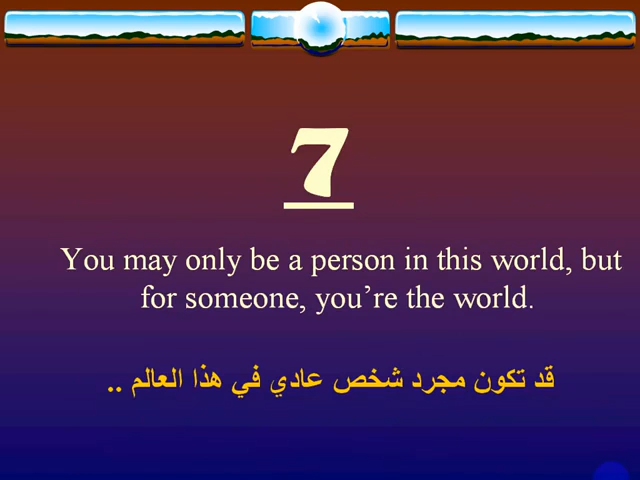 7
You may only be a person in this world, but
for someone, you’re the world.
قد تكون مجرد شخص عادي في هذا العالم ..